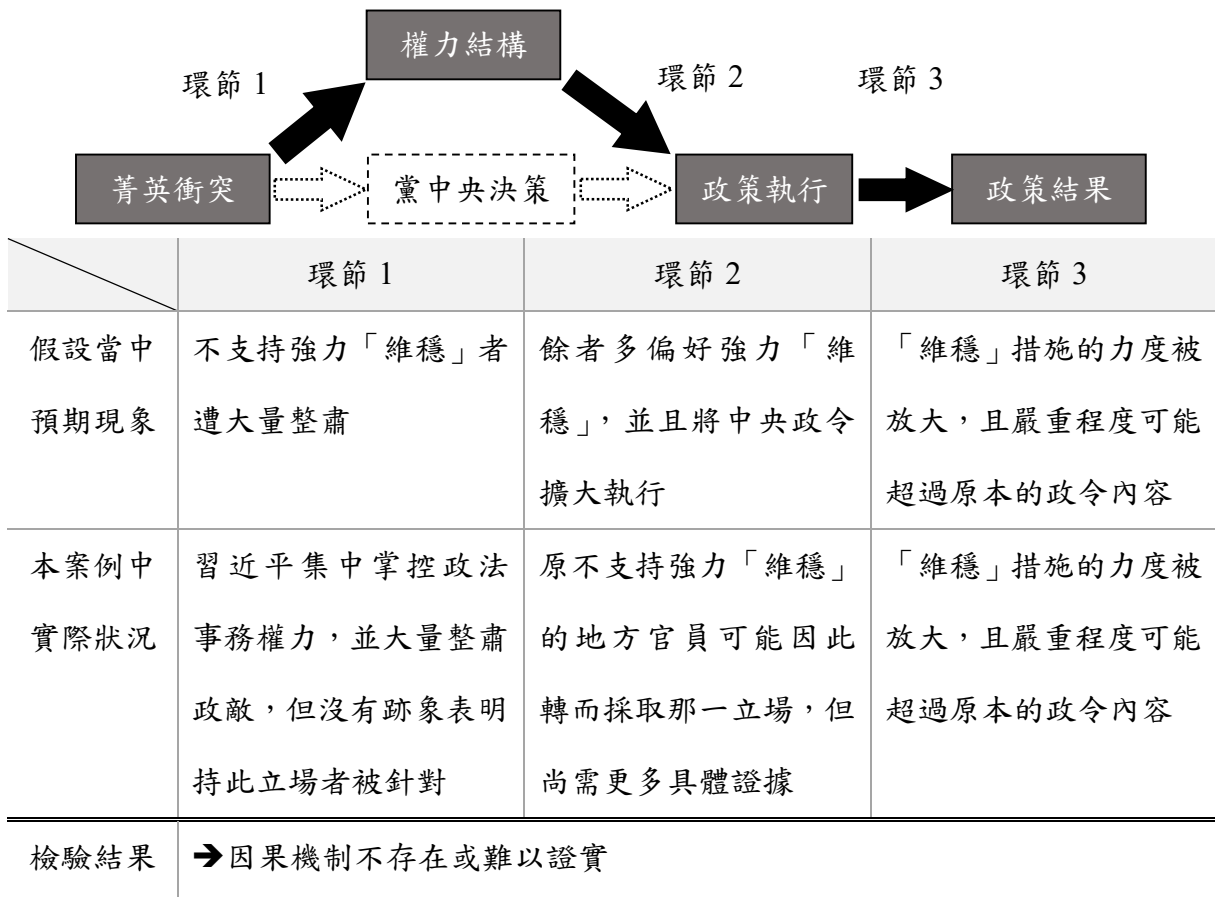 權力結構
環節 1
環節 2
環節 3
菁英衝突
黨中央決策
政策執行
政策結果
環節 1
環節 2
環節 3
假設當中
預期現象
不支持強力「維穩」者
遭大量整肅
餘者多偏好強力「維
穩」，並且將中央政令
擴大執行
「維穩」措施的力度被
放大，且嚴重程度可能
超過原本的政令內容
本案例中
實際狀況
習近平集中掌控政法
事務權力，並大量整肅
政敵，但沒有跡象表明
持此立場者被針對
原不支持強力「維穩」
的地方官員可能因此
轉而採取那一立場，但
尚需更多具體證據
「維穩」措施的力度被
放大，且嚴重程度可能
超過原本的政令內容
檢驗結果
➔因果機制不存在或難以證實